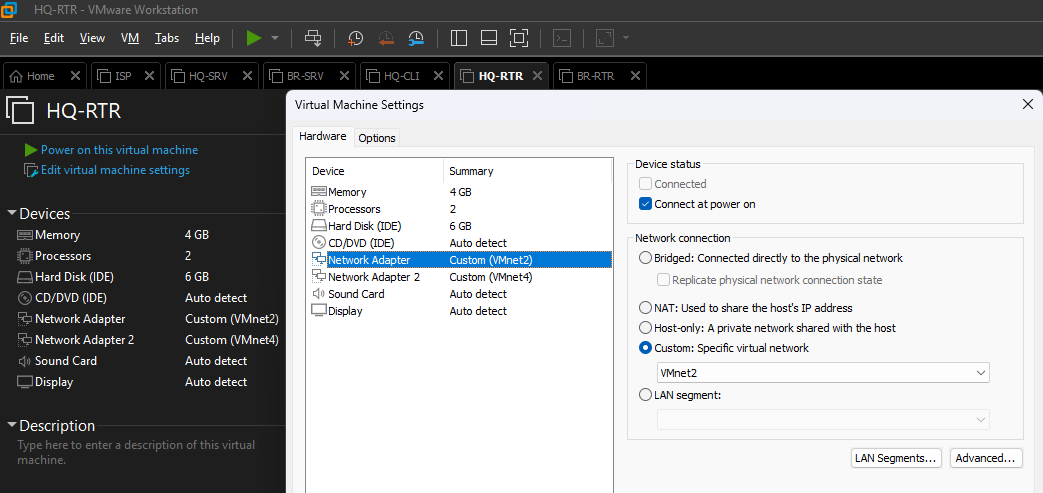 HQ-RTR - VMware Workstation
File Edit View VM Tabs Help
Home ISP HQ-SRV BR-SRV HQ-CLI HQ-RTR BR-RTR
HQ-RTR
Power on this virtual machine
Edit virtual machine settings
Devices
Memory 4 GB
Processors 2
Hard Disk (IDE) 6 GB
CD/DVD (IDE) Auto detect
Network Adapter Custom (VMnet2)
Network Adapter 2 Custom (VMnet4)
Sound Card Auto detect
Display Auto detect
Description
Type here to enter a description of this virtual
machine.
Virtual Machine Settings
Hardware Options
Device Summary
Memory 4 GB
Processors 2
Hard Disk (IDE) 6 GB
CD/DVD (IDE) Auto detect
Network Adapter Custom (VMnet2)
Network Adapter 2 Custom (VMnet4)
Sound Card Auto detect
Display Auto detect
Device status
Connected
Connect at power on
Network connection
Bridged: Connected directly to the physical network
Replicate physical network connection state
NAT: Used to share the host's IP address
Host-only: A private network shared with the host
Custom: Specific virtual network
VMnet2
LAN segment:
LAN Segments... Advanced...